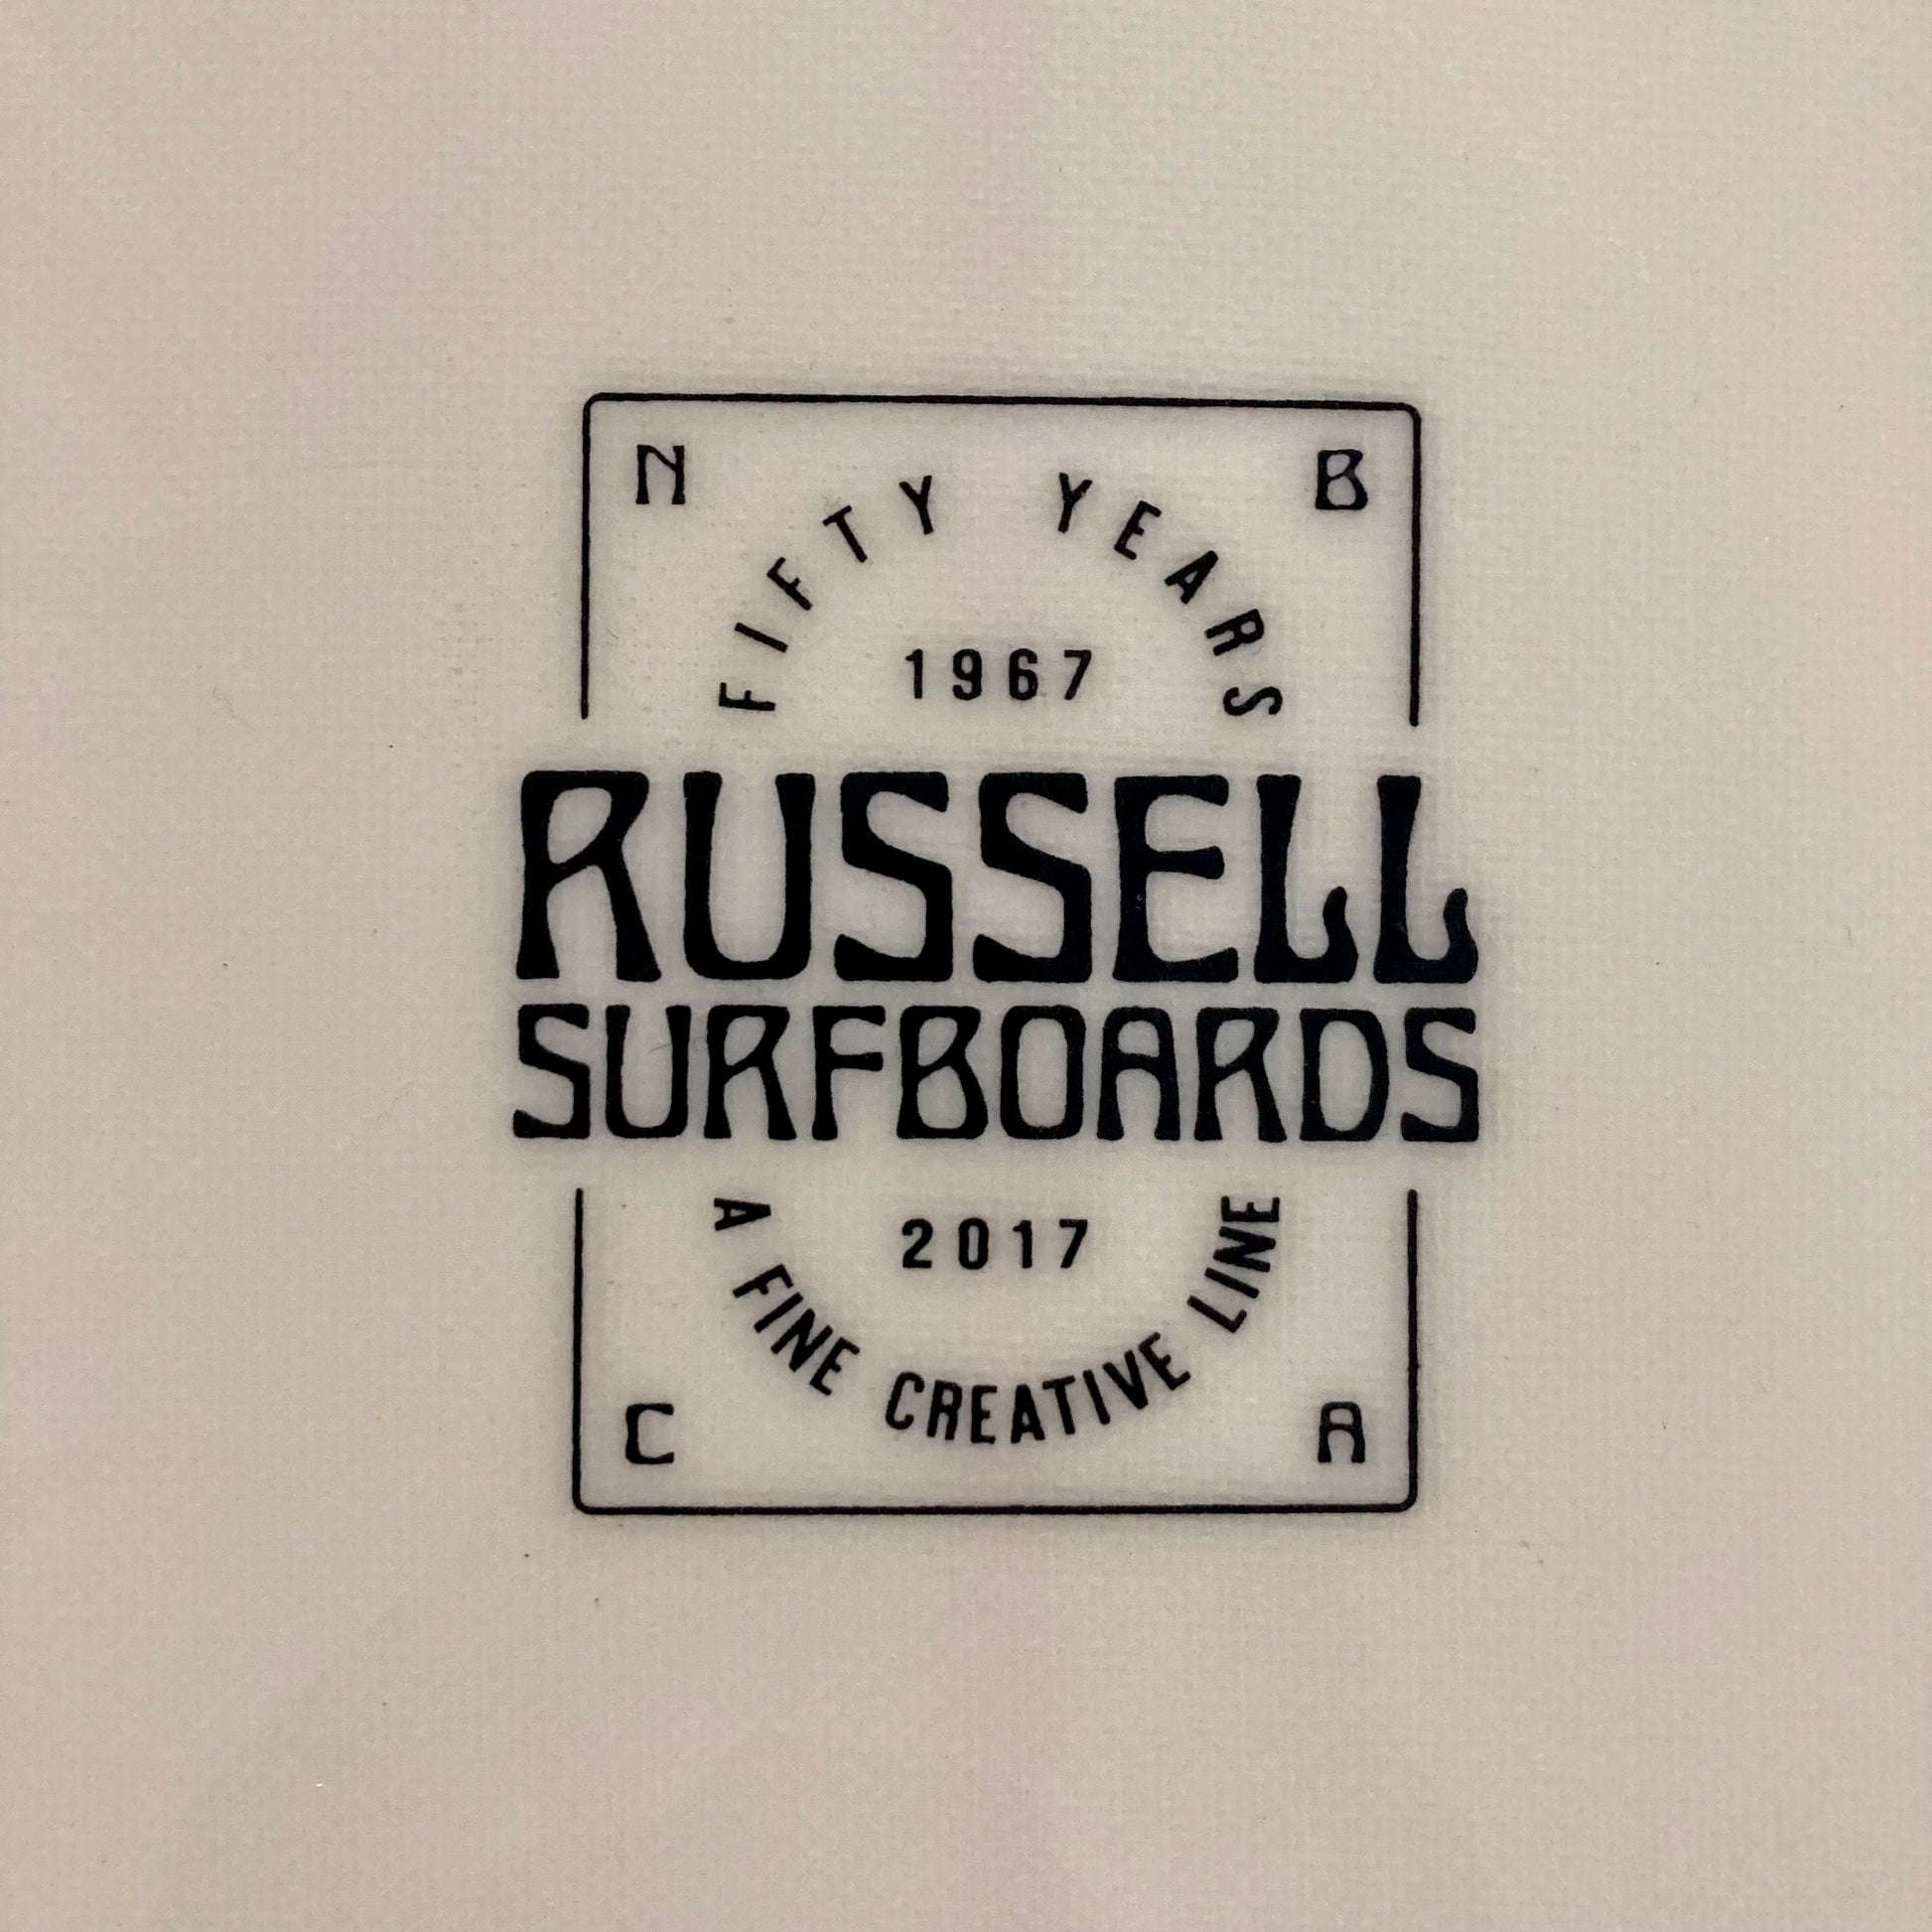 N B
FIFTY YEARS
1967
RUSSELL
SURFBOARDS
2017
A FINE CREATIVE LINE
C A